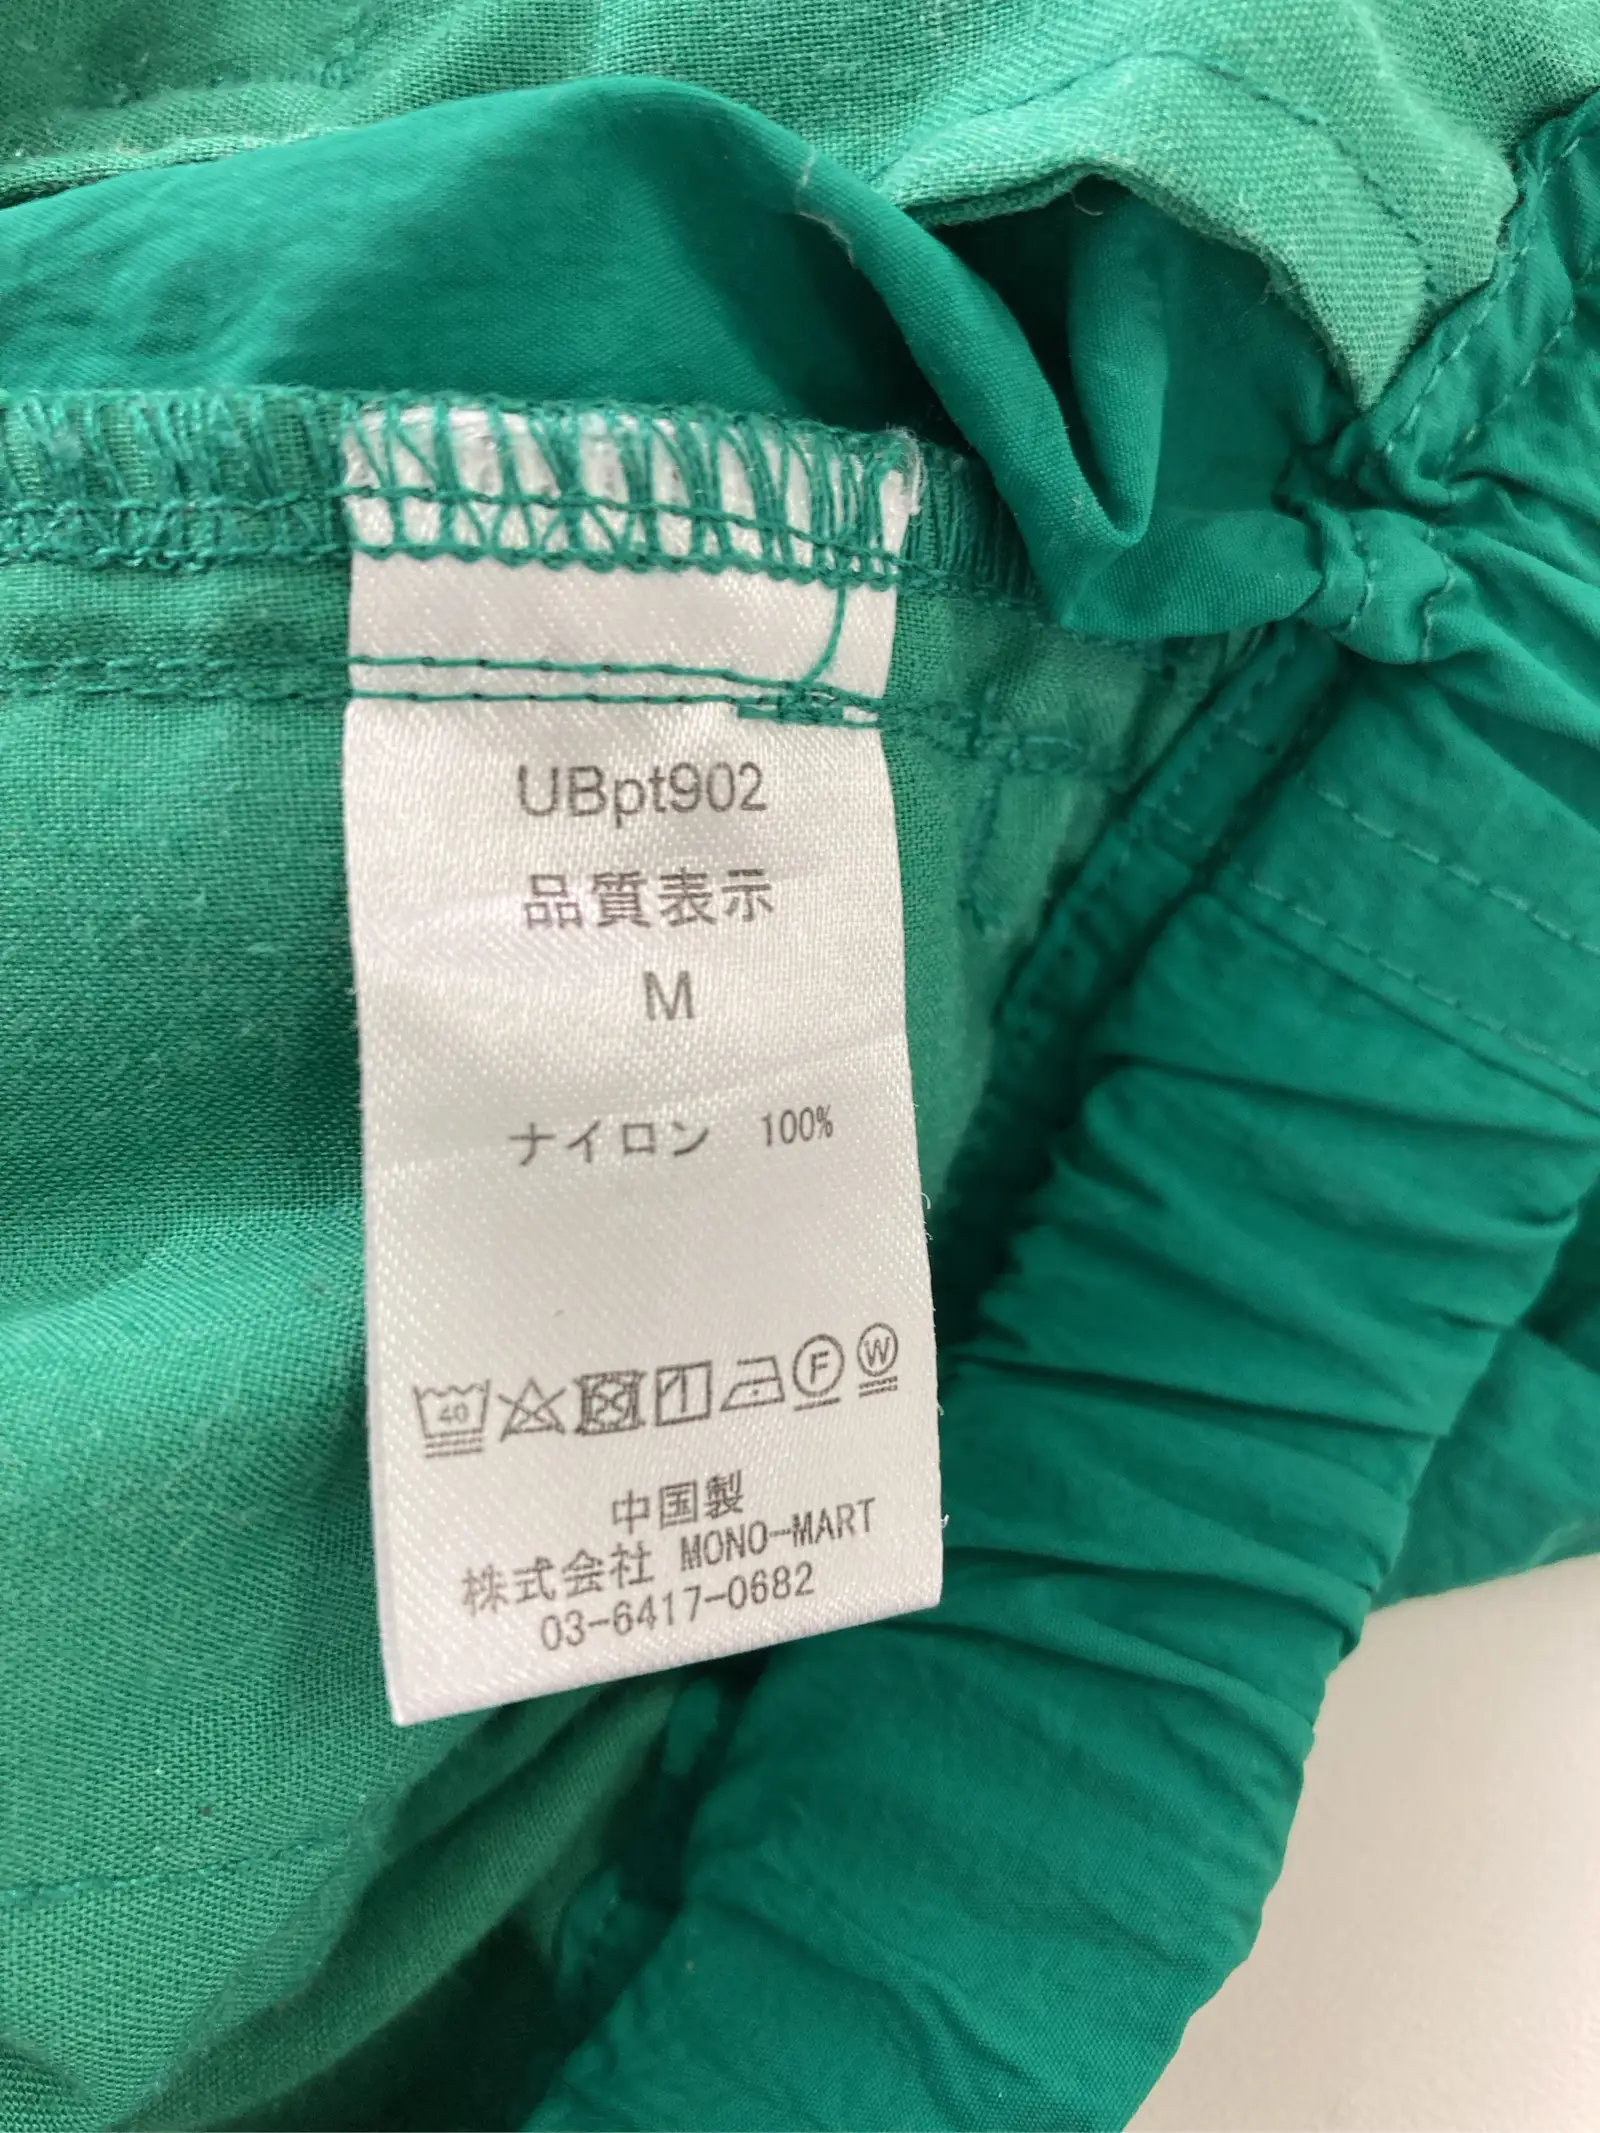 UBpt902
品質表示
M
ナイロン 100%
40
F W
中国製
株式会社 MONO-MART
03-6417-0682